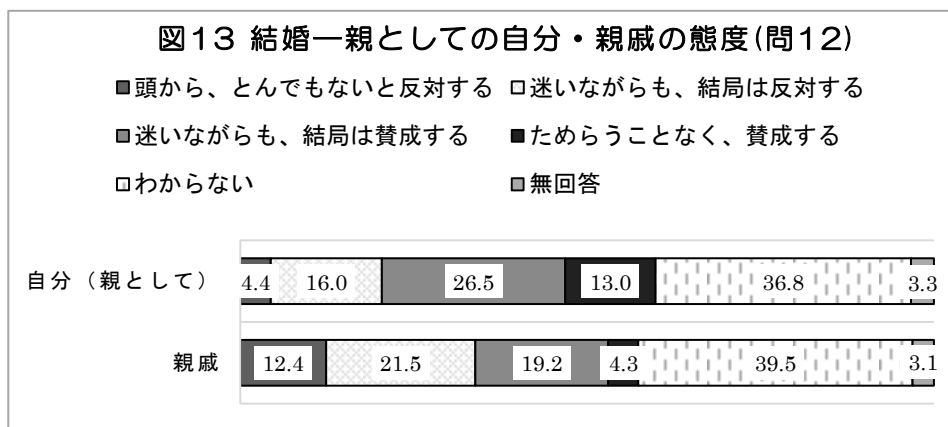 図13 結婚―親としての自分・親戚の態度(問12)
■頭から、とんでもないと反対する □迷いながらも、結局は反対する
■迷いながらも、結局は賛成する ■ためらうことなく、賛成する
□わからない ■無回答
自分（親として） 4.4 16.0 26.5 13.0 36.8 3.3
親戚 12.4 21.5 19.2 4.3 39.5 3.1